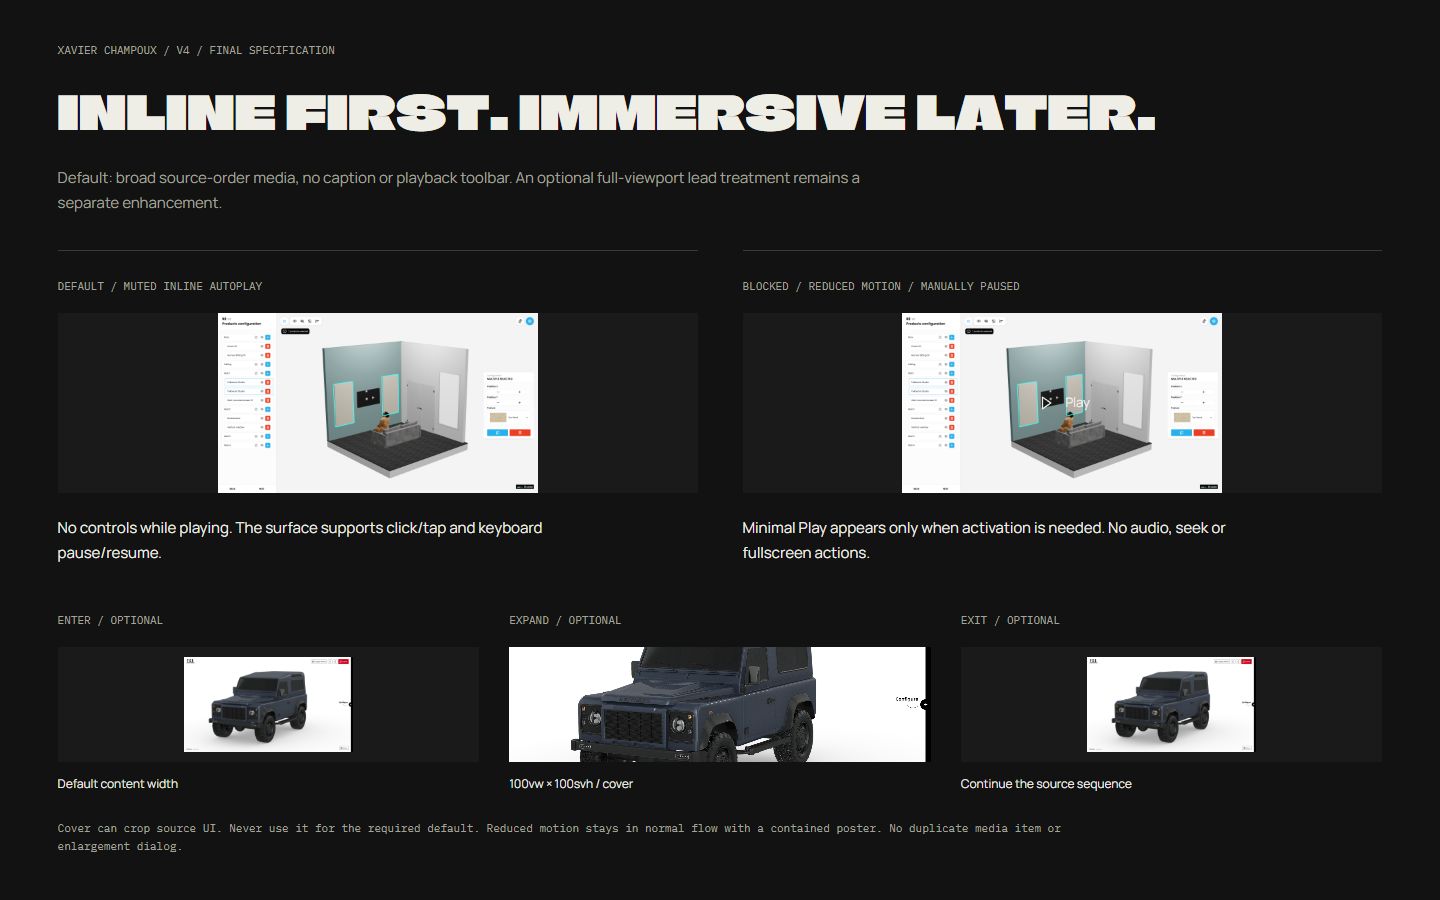 XAVIER CHAMPOUX / V4 / FINAL SPECIFICATION
INLINE FIRST. IMMERSIVE LATER.
Default: broad source-order media, no caption or playback toolbar. An optional full-viewport lead treatment remains a
separate enhancement.
DEFAULT / MUTED INLINE AUTOPLAY
BLOCKED / REDUCED MOTION / MANUALLY PAUSED
Products configuration
Products configuration
Play
No controls while playing. The surface supports click/tap and keyboard
pause/resume.
Minimal Play appears only when activation is needed. No audio, seek or
fullscreen actions.
ENTER / OPTIONAL
EXPAND / OPTIONAL
EXIT / OPTIONAL
Configure
Default content width
100vw × 100svh / cover
Continue the source sequence
Cover can crop source UI. Never use it for the required default. Reduced motion stays in normal flow with a contained poster. No duplicate media item or
enlargement dialog.